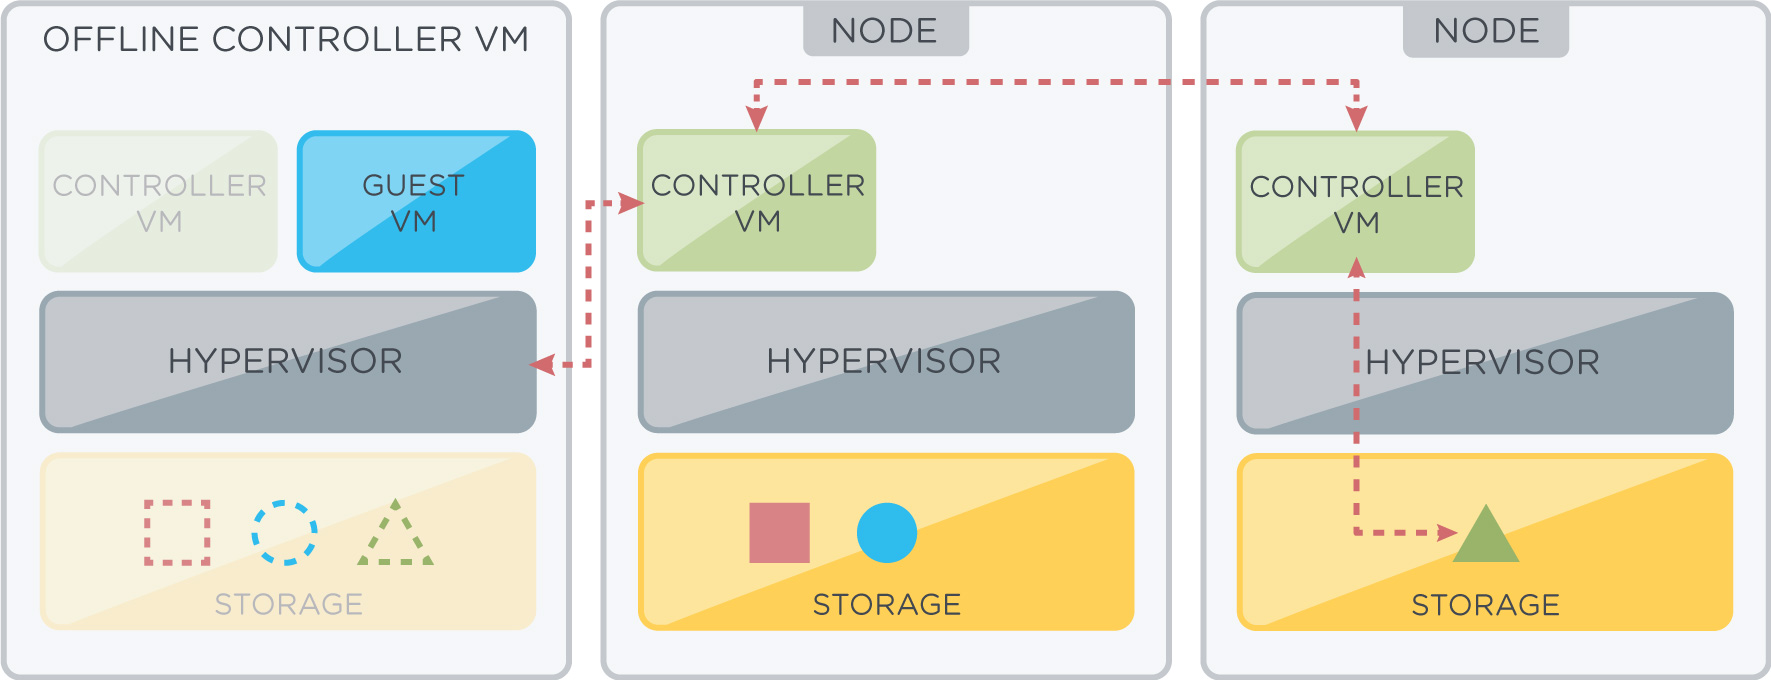 OFFLINE CONTROLLER VM
CONTROLLER
VM
GUEST
VM
HYPERVISOR
STORAGE
NODE
CONTROLLER
VM
HYPERVISOR
STORAGE
NODE
CONTROLLER
VM
HYPERVISOR
STORAGE